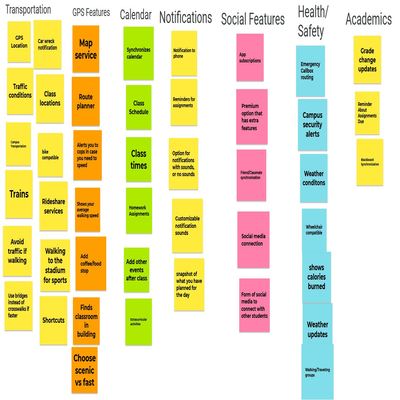 Transportation
GPS
Location
Car wreck
notification
Traffic
conditions
Class
locations
Campus
Transportation
bike
compatible
Trains
Rideshare
services
Avoid
traffic if
walking
Walking
to the
stadium
for sports
Use bridges
instead of
crosswalks if
faster
Shortcuts
GPS Features
Map
service
Route
planner
Alerts you to
cops in case
you need to
speed
Shows your
average
walking speed
Add
coffee/food
stop
Finds
classroom
in
building
Choose
scenic
vs fast
Calendar
Synchronizes
calendar
Class
Schedule
Class
times
Homework
Assignments
Add other
events
after class
Extracurricular
activities
Notifications
Notification to
phone
Reminders for
assignments
Option for
notifications
with sounds,
or no sounds
Customizable
notification
sounds
snapshot of
what you have
planned for
the day
Social Features
App
subscriptions
Premium
option that
has extra
features
Friend/Classmate
synchronization
Social media
connection
Form of social
media to
connect with
other students
Health/
Safety
Emergency
Callbox
routing
Campus
security
alerts
Weather
conditons
Wheelchair
compatible
shows
calories
burned
Weather
updates
Walking/Traveling
groups
Academics
Grade
change
updates
Reminder
About
Assignments
Due
Blackboard
synchronization